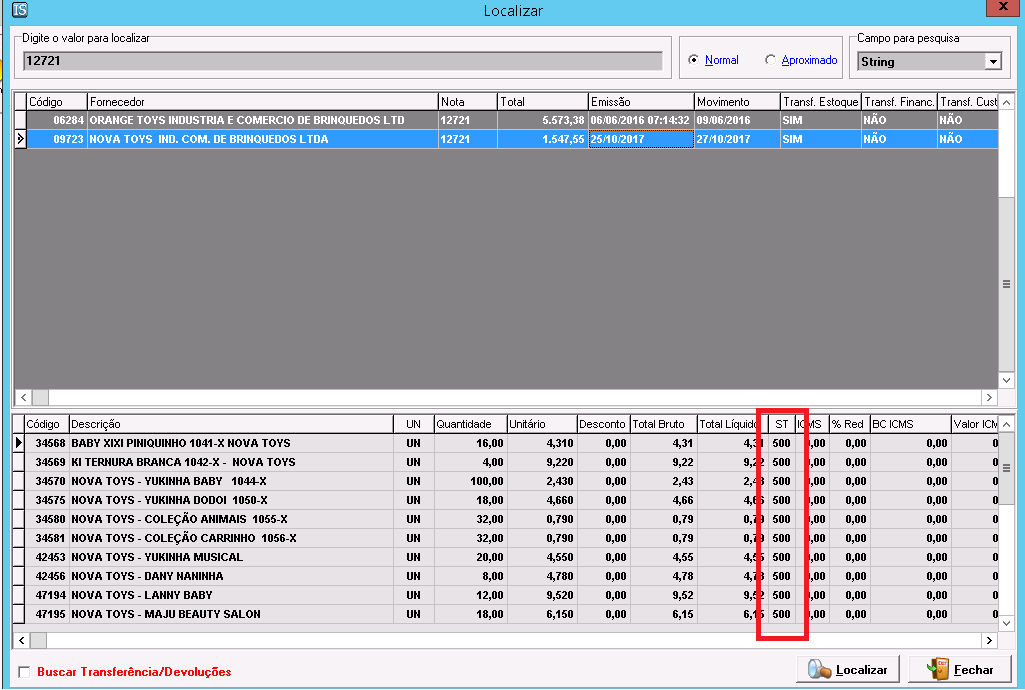 IS Localizar X
Digite o valor para localizar
12721
Normal Aproximado
Campo para pesquisa
String
Código Fornecedor Nota Total Emissão Movimento Transf. Estoque Transf. Financ. Transf. Cust
06284 ORANGE TOYS INDUSTRIA E COMERCIO DE BRINQUEDOS LTD 12721 5.573,38 06/06/2016 07:14:32 09/06/2016 SIM NÃO NÃO
09723 NOVA TOYS IND. COM. DE BRINQUEDOS LTDA 12721 1.547,55 25/10/2017 27/10/2017 SIM NÃO NÃO
Código Descrição UN Quantidade Unitário Desconto Total Bruto Total Líquido ST ICMS % Red BC ICMS Valor ICM
34568 BABY XIXI PINIQUINHO 1041-X NOVA TOYS UN 16,00 4,310 0,00 4,31 4,31 500 0,00 0,00 0,00 0
34569 KI TERNURA BRANCA 1042-X - NOVA TOYS UN 4,00 9,220 0,00 9,22 9,22 500 0,00 0,00 0,00 0
34570 NOVA TOYS - YUKINHA BABY 1044-X UN 100,00 2,430 0,00 2,43 2,43 500 0,00 0,00 0,00 0
34575 NOVA TOYS - YUKINHA DODOI 1050-X UN 18,00 4,660 0,00 4,66 4,66 500 0,00 0,00 0,00 0
34580 NOVA TOYS - COLEÇÃO ANIMAIS 1055-X UN 32,00 0,790 0,00 0,79 0,79 500 0,00 0,00 0,00 0
34581 NOVA TOYS - COLEÇÃO CARRINHO 1056-X UN 32,00 0,790 0,00 0,79 0,79 500 0,00 0,00 0,00 0
42453 NOVA TOYS - YUKINHA MUSICAL UN 20,00 4,550 0,00 4,55 4,55 500 0,00 0,00 0,00 0
42456 NOVA TOYS - DANY NANINHA UN 8,00 4,780 0,00 4,78 4,78 500 0,00 0,00 0,00 0
47194 NOVA TOYS - LANNY BABY UN 12,00 9,520 0,00 9,52 9,52 500 0,00 0,00 0,00 0
47195 NOVA TOYS - MAJU BEAUTY SALON UN 18,00 6,150 0,00 6,15 6,15 500 0,00 0,00 0,00 0
Buscar Transferência/Devoluções
Localizar Fechar